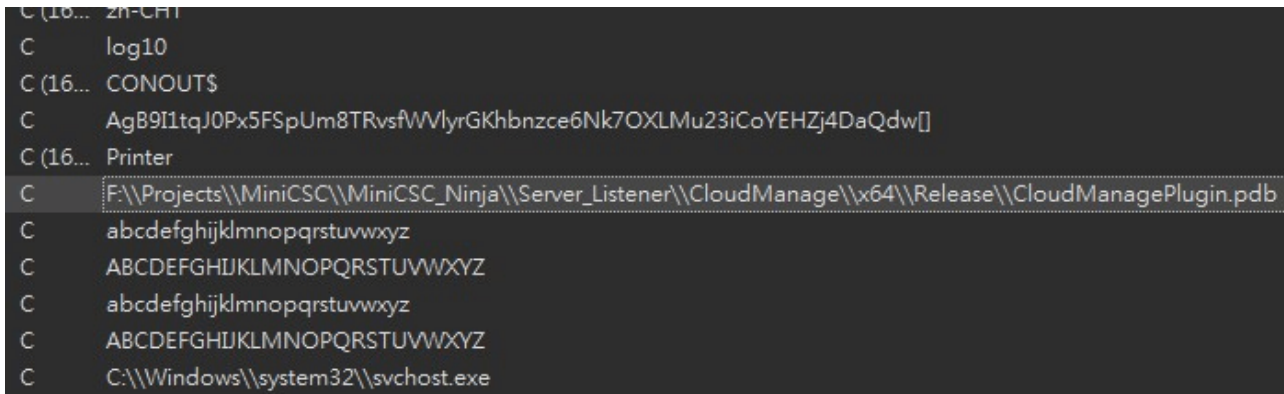 C (16... zh-CHT
C log10
C (16... CONOUT$
C AgB9I1tqJ0Px5FSpUm8TRvsfWVlyrGKhbnzce6Nk7OXLMu23iCoYEHZj4DaQdw[]
C (16... Printer
C F:\\Projects\\MiniCSC\\MiniCSC_Ninja\\Server_Listener\\CloudManage\\x64\\Release\\CloudManagePlugin.pdb
C abcdefghijklmnopqrstuvwxyz
C ABCDEFGHIJKLMNOPQRSTUVWXYZ
C abcdefghijklmnopqrstuvwxyz
C ABCDEFGHIJKLMNOPQRSTUVWXYZ
C C:\\Windows\\system32\\svchost.exe